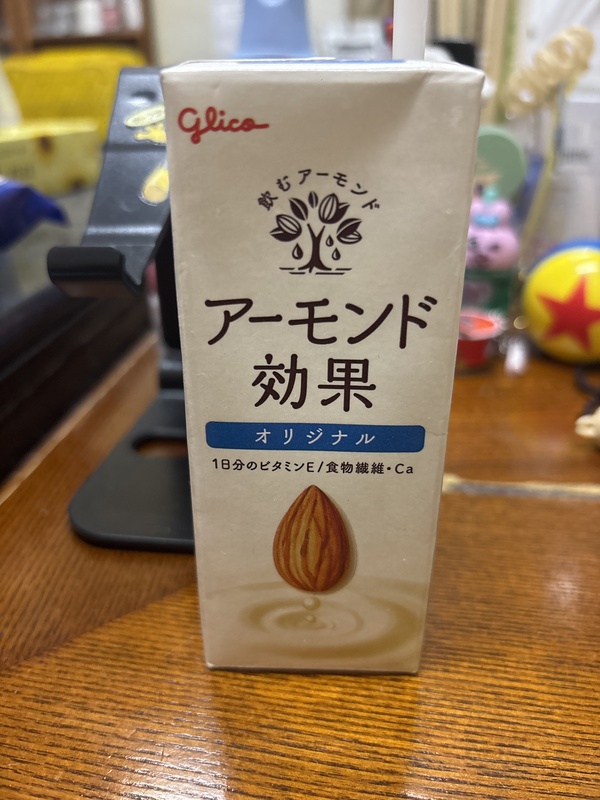 Glico
飲むアーモンド
アーモンド
効果
オリジナル
1日分のビタミンE/食物繊維・Ca